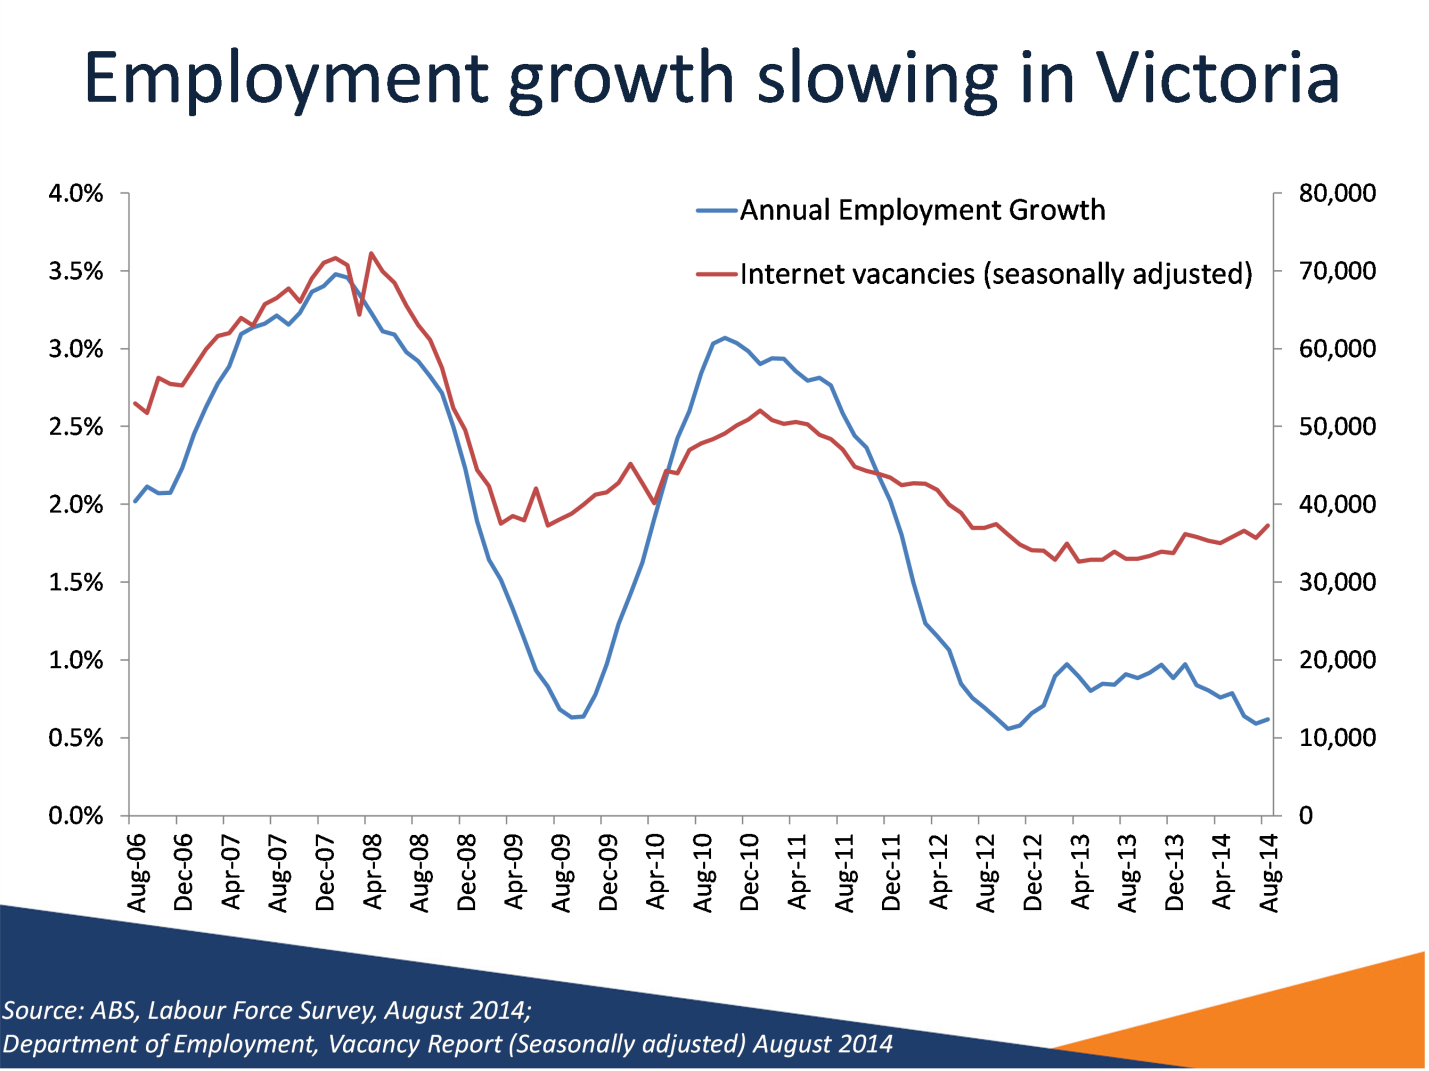 Employment growth slowing in Victoria
4.0%
3.5%
3.0%
2.5%
2.0%
1.5%
1.0%
0.5%
0.0%
Annual Employment Growth
Internet vacancies (seasonally adjusted)
80,000
70,000
60,000
50,000
40,000
30,000
20,000
10,000
0
Aug-06
Dec-06
Apr-07
Aug-07
Dec-07
Apr-08
Aug-08
Dec-08
Apr-09
Aug-09
Dec-09
Apr-10
Aug-10
Dec-10
Apr-11
Aug-11
Dec-11
Apr-12
Aug-12
Dec-12
Apr-13
Aug-13
Dec-13
Apr-14
Aug-14
Source: ABS, Labour Force Survey, August 2014;
Department of Employment, Vacancy Report (Seasonally adjusted) August 2014